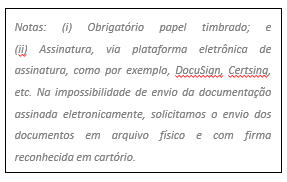 Notas: (i) Obrigatório papel timbrado; e
(ii) Assinatura, via plataforma eletrônica de
assinatura, como por exemplo, DocuSign, Certsing,
etc. Na impossibilidade de envio da documentação
assinada eletronicamente, solicitamos o envio dos
documentos em arquivo físico e com firma
reconhecida em cartório.